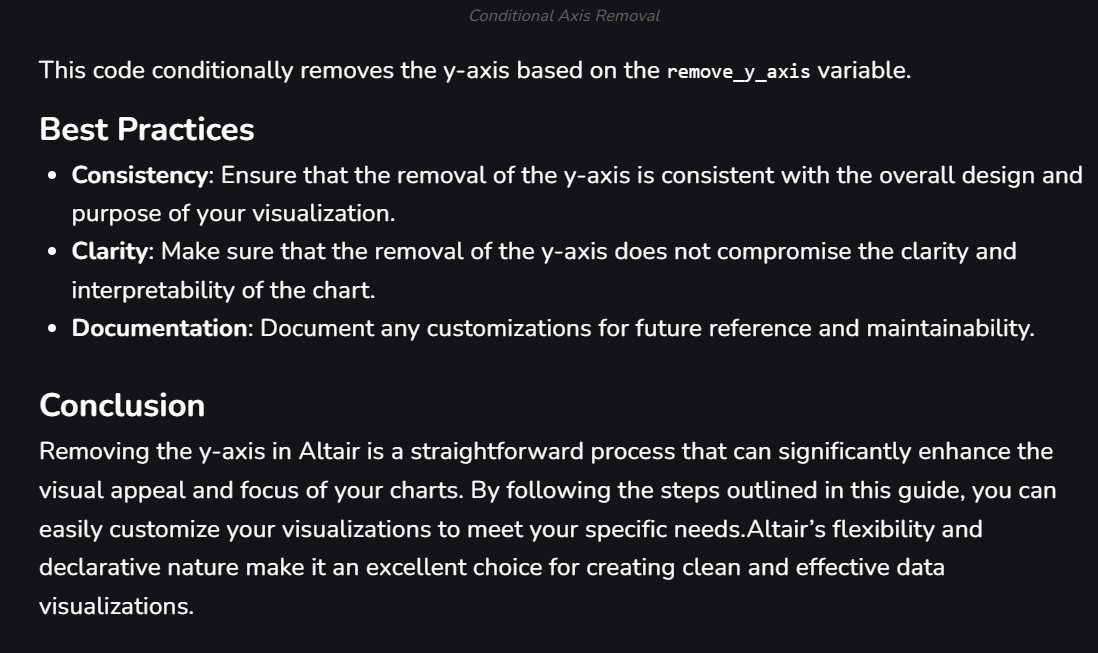 Conditional Axis Removal
This code conditionally removes the y-axis based on the remove_y_axis variable.
Best Practices
• Consistency: Ensure that the removal of the y-axis is consistent with the overall design and
purpose of your visualization.
• Clarity: Make sure that the removal of the y-axis does not compromise the clarity and
interpretability of the chart.
• Documentation: Document any customizations for future reference and maintainability.
Conclusion
Removing the y-axis in Altair is a straightforward process that can significantly enhance the
visual appeal and focus of your charts. By following the steps outlined in this guide, you can
easily customize your visualizations to meet your specific needs.Altair’s flexibility and
declarative nature make it an excellent choice for creating clean and effective data
visualizations.